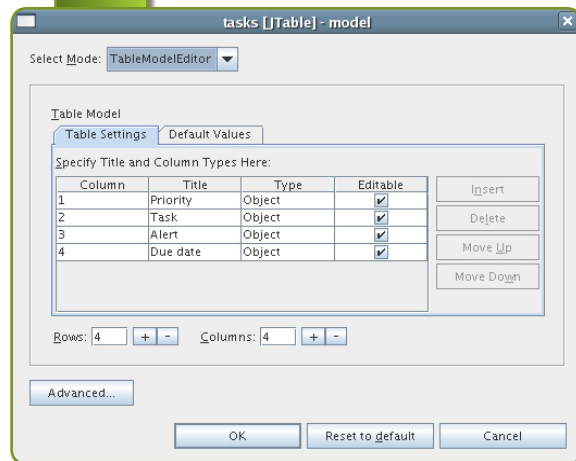 tasks [JTable] - model
Select Mode: TableModelEditor
Table Model
Table Settings Default Values
Specify Title and Column Types Here:
Column Title Type Editable
1 Priority Object
2 Task Object
3 Alert Object
4 Due date Object
Insert
Delete
Move Up
Move Down
Rows: 4 + - Columns: 4 + -
Advanced...
OK Reset to default Cancel